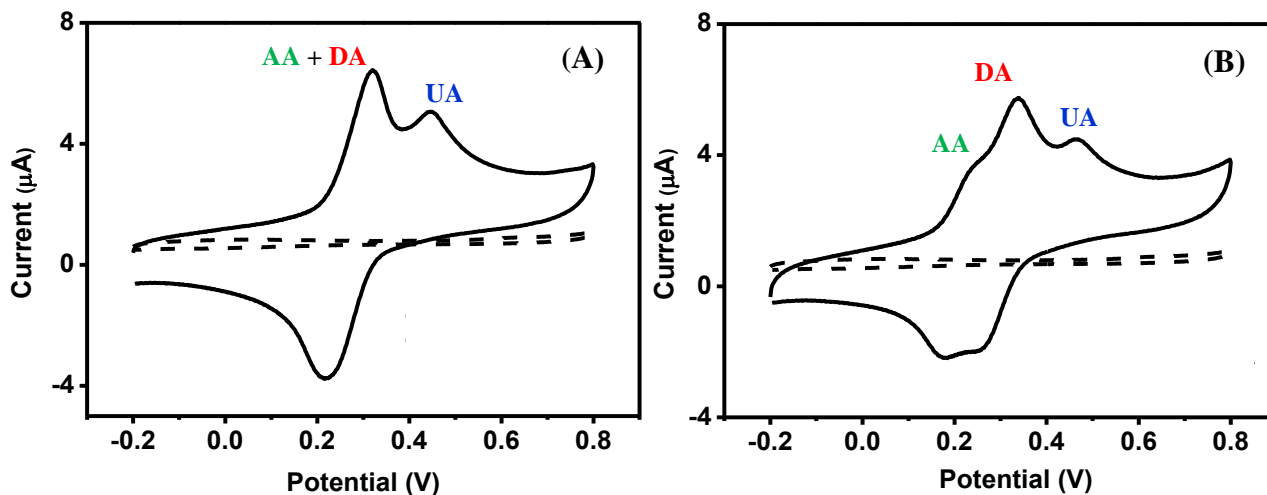 (A)
AA + DA
UA
8
4
0
-4
Current (μA)
-0.2 0.0 0.2 0.4 0.6 0.8
Potential (V)
(B)
DA
AA
UA
8
4
0
-4
Current (μA)
-0.2 0.0 0.2 0.4 0.6 0.8
Potential (V)